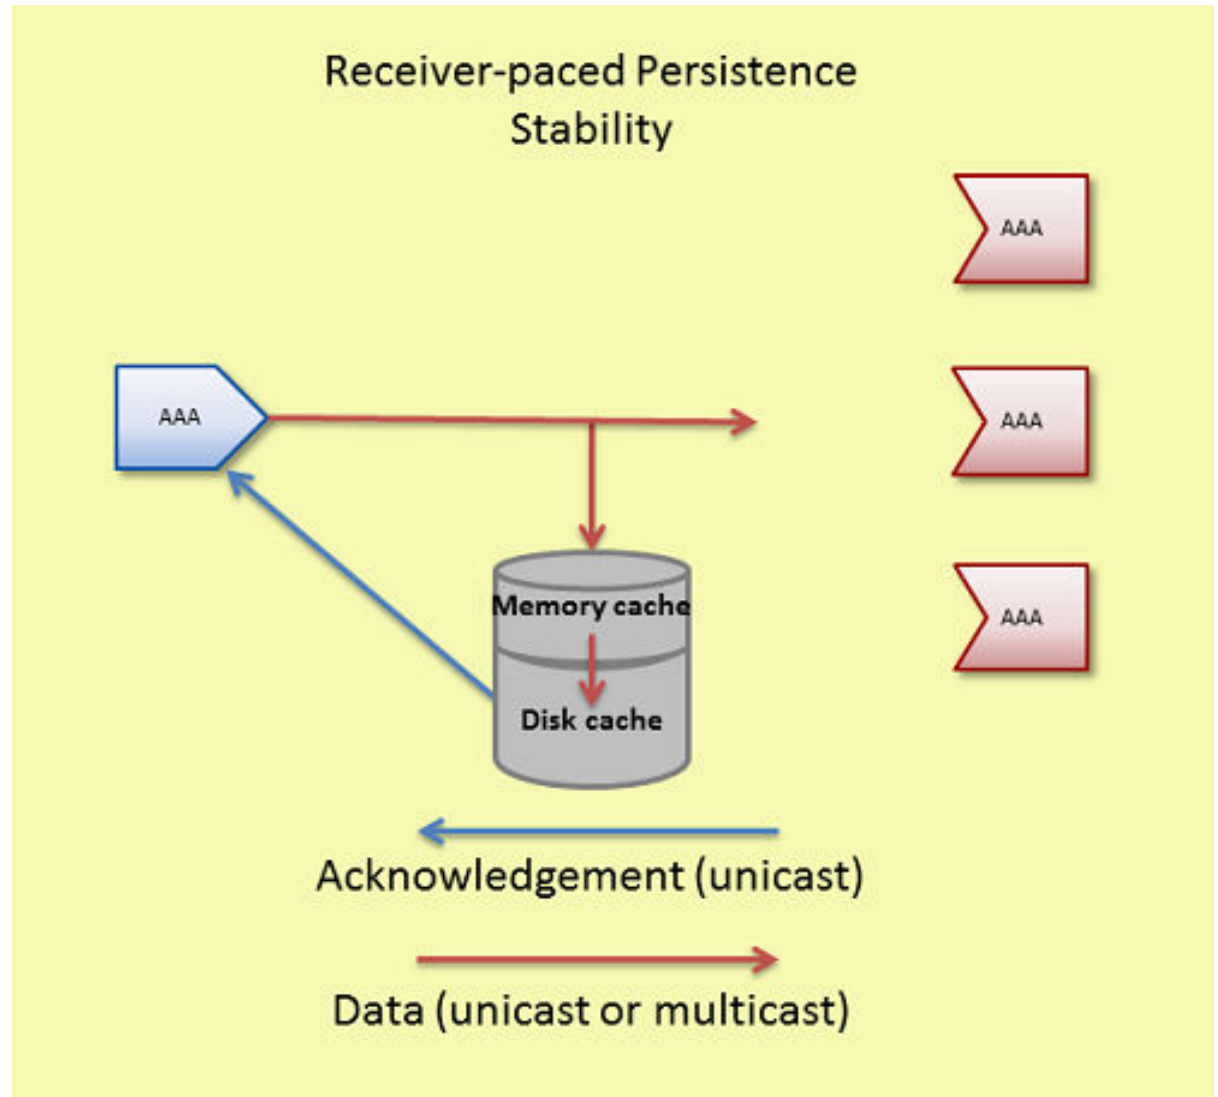 Receiver-paced Persistence
Stability
AAA
AAA
AAA
AAA
Memory cache
Disk cache
Acknowledgement (unicast)
Data (unicast or multicast)